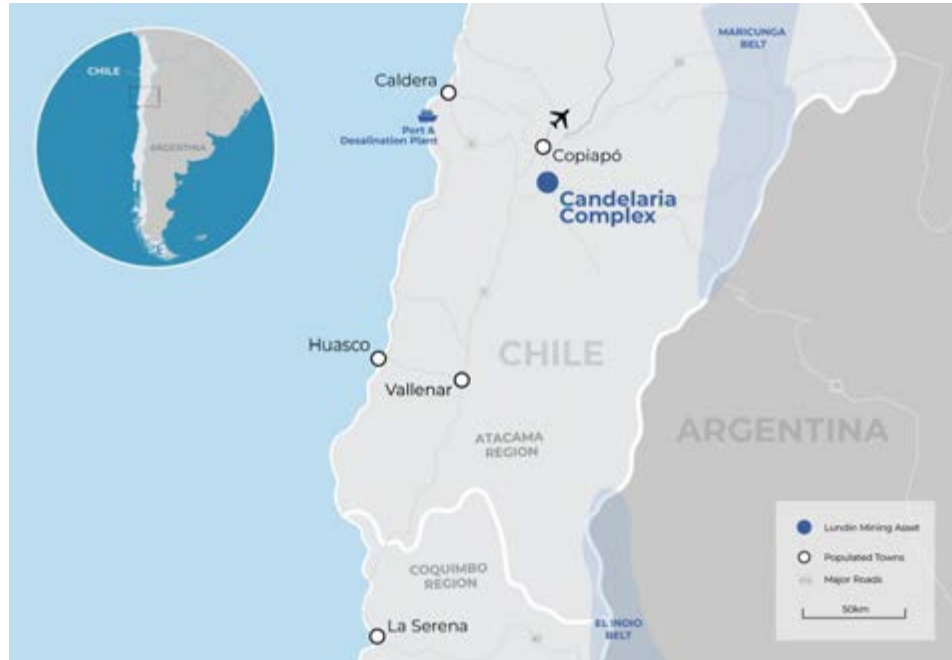 MARICUNGA
BELT
CHILE
ARGENTINA
Caldera
Port &
Desalination Plant
Copiapó
Candelaria
Complex
Huasco
Vallenar
CHILE
ATACAMA
REGION
ARGENTINA
COQUIMBO
REGION
La Serena
EL INDIO
BELT
Lundin Mining Asset
Populated Towns
Major Roads
50km